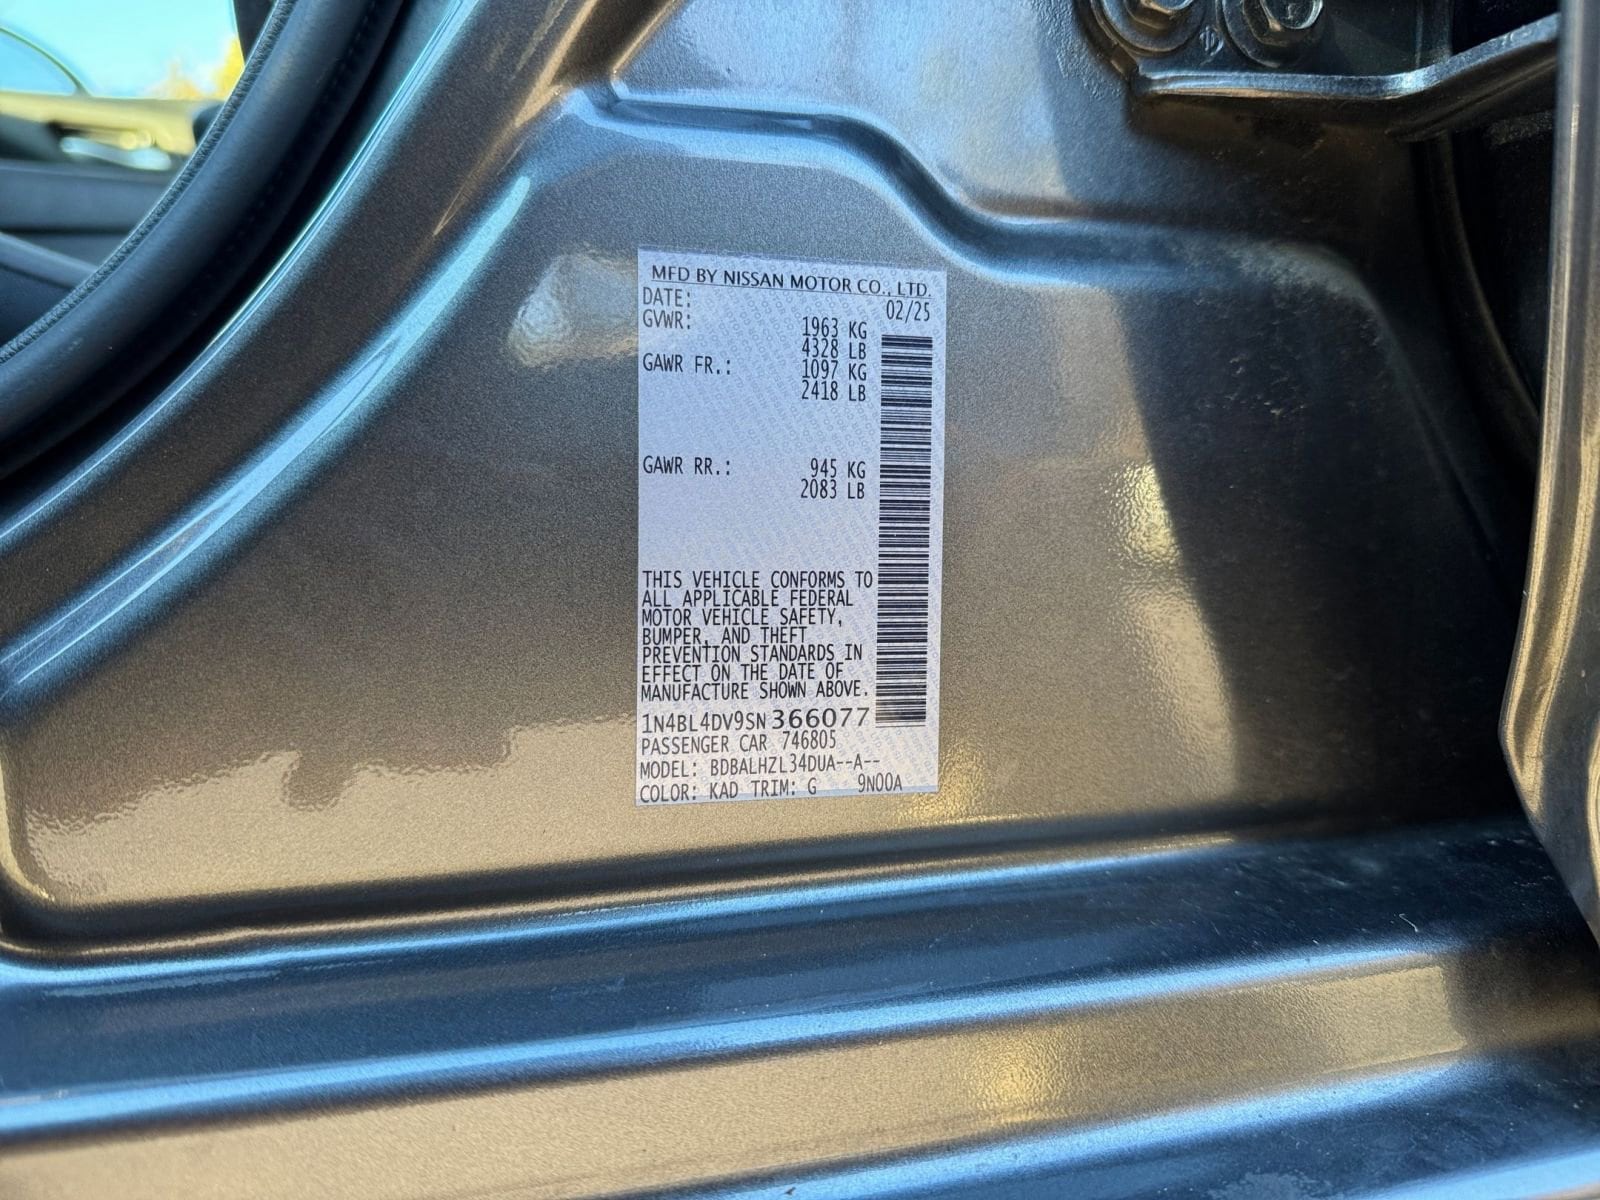 MFD BY NISSAN MOTOR CO., LTD.
DATE: 02/25
GVWR: 1963 KG
4328 LB
GAWR FR.: 1097 KG
2418 LB
GAWR RR.: 945 KG
2083 LB
THIS VEHICLE CONFORMS TO
ALL APPLICABLE FEDERAL
MOTOR VEHICLE SAFETY,
BUMPER, AND THEFT
PREVENTION STANDARDS IN
EFFECT ON THE DATE OF
MANUFACTURE SHOWN ABOVE.
1N4BL4DV9SN366077
PASSENGER CAR 746805
MODEL: BDBALHZL34DUA--A--
COLOR: KAD TRIM: G 9N00A